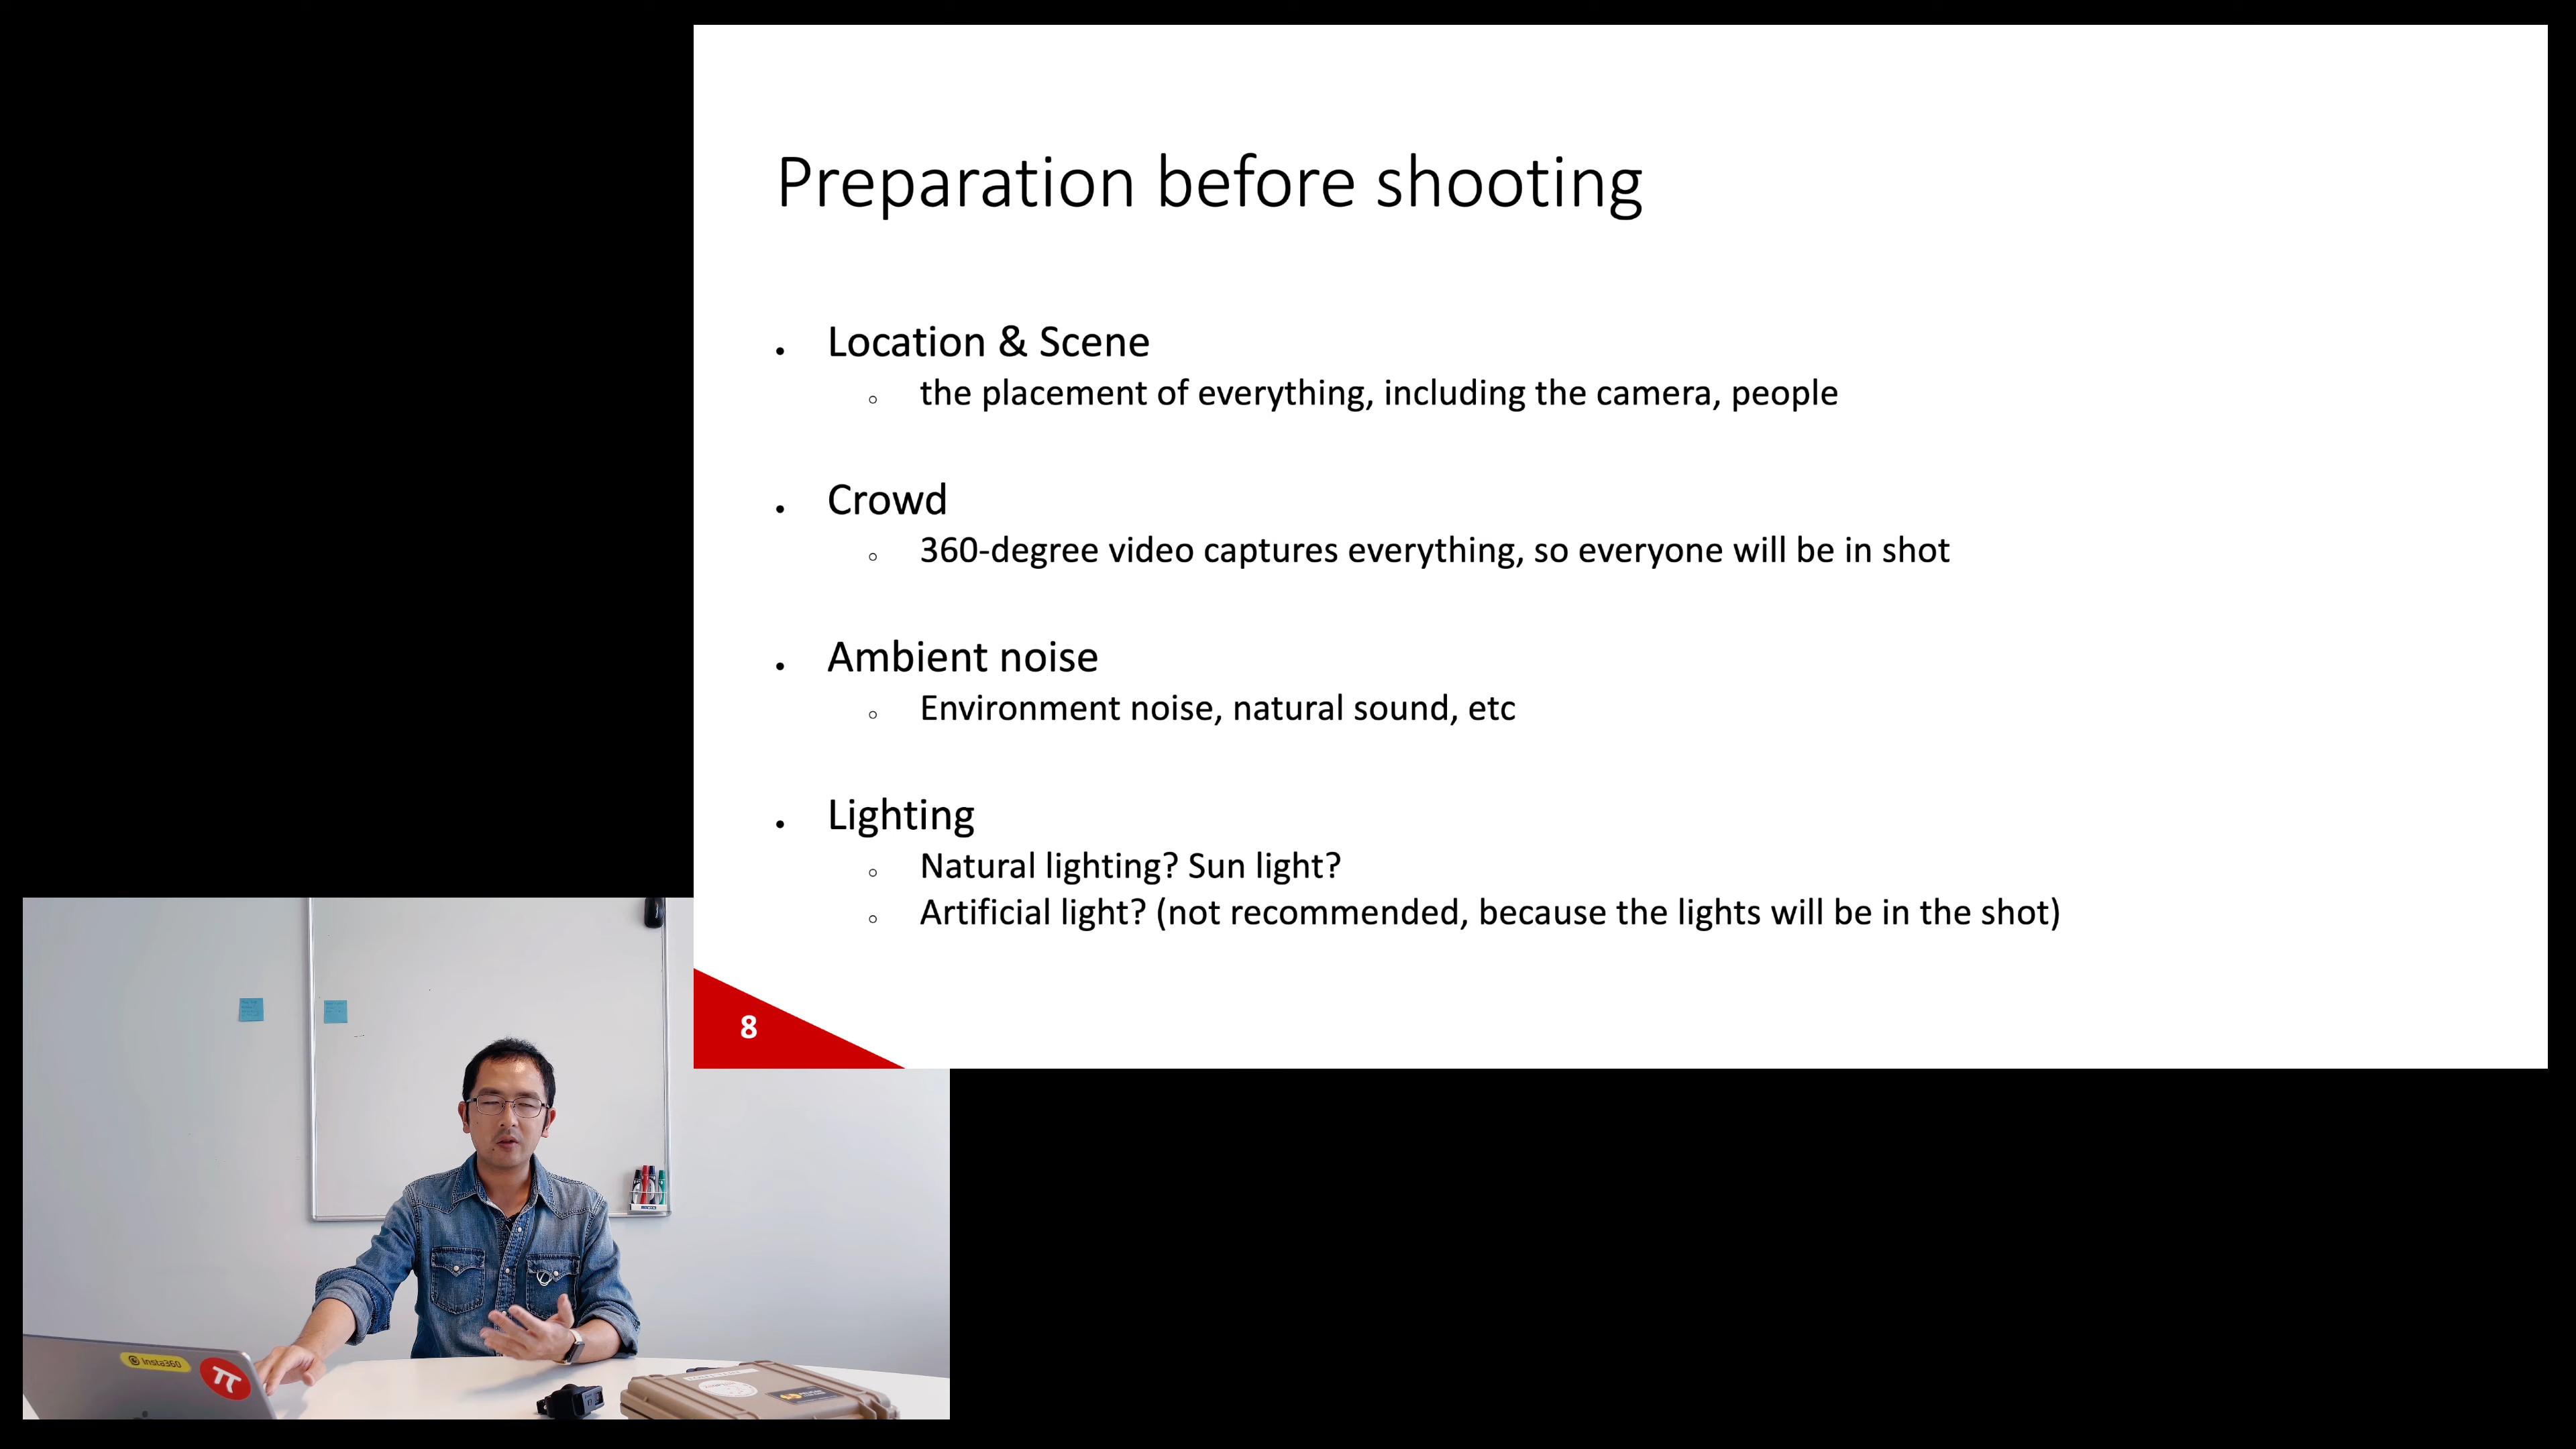 Preparation before shooting
• Location & Scene
○ the placement of everything, including the camera, people
• Crowd
○ 360-degree video captures everything, so everyone will be in shot
• Ambient noise
○ Environment noise, natural sound, etc
• Lighting
○ Natural lighting? Sun light?
○ Artificial light? (not recommended, because the lights will be in the shot)
8
Insta360
π